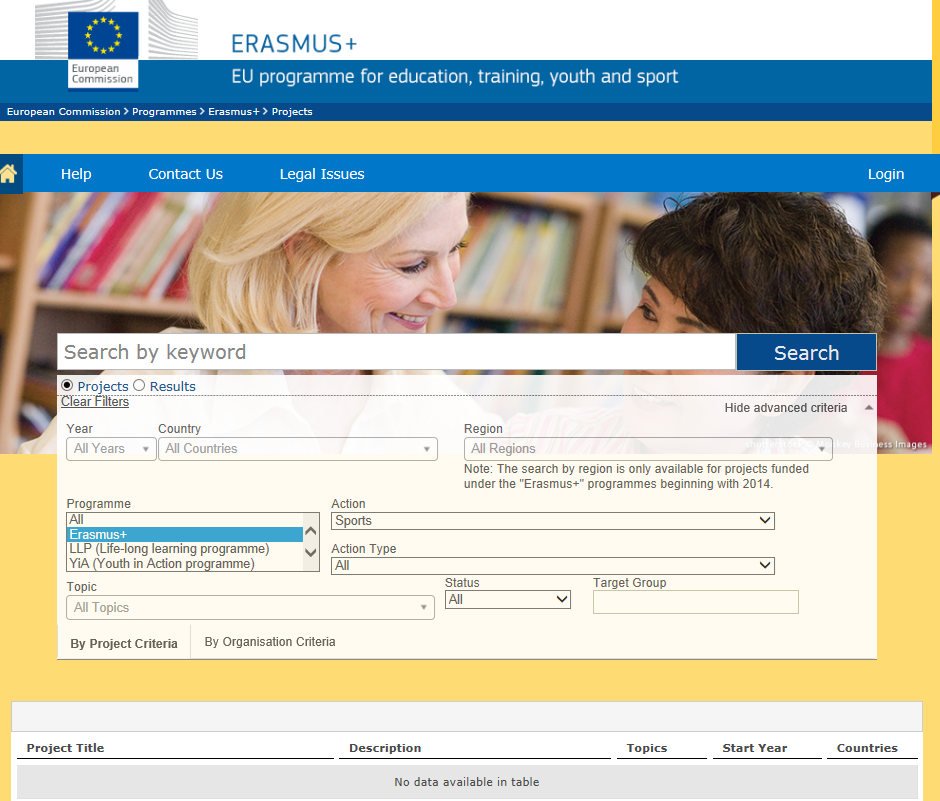 European
Commission
ERASMUS+
EU programme for education, training, youth and sport
European Commission > Programmes > Erasmus+ > Projects
Help Contact Us Legal Issues Login
Search by keyword Search
Projects Results
Clear Filters
Hide advanced criteria
Year Country Region
All Years All Countries All Regions
Business Images
Note: The search by region is only available for projects funded
under the "Erasmus+" programmes beginning with 2014.
Programme Action
All
Sports
Erasmus+
LLP (Life-long learning programme)
YiA (Youth in Action programme)
Action Type
All
Topic Status Target Group
All Topics All
By Project Criteria By Organisation Criteria
Project Title Description Topics Start Year Countries
No data available in table